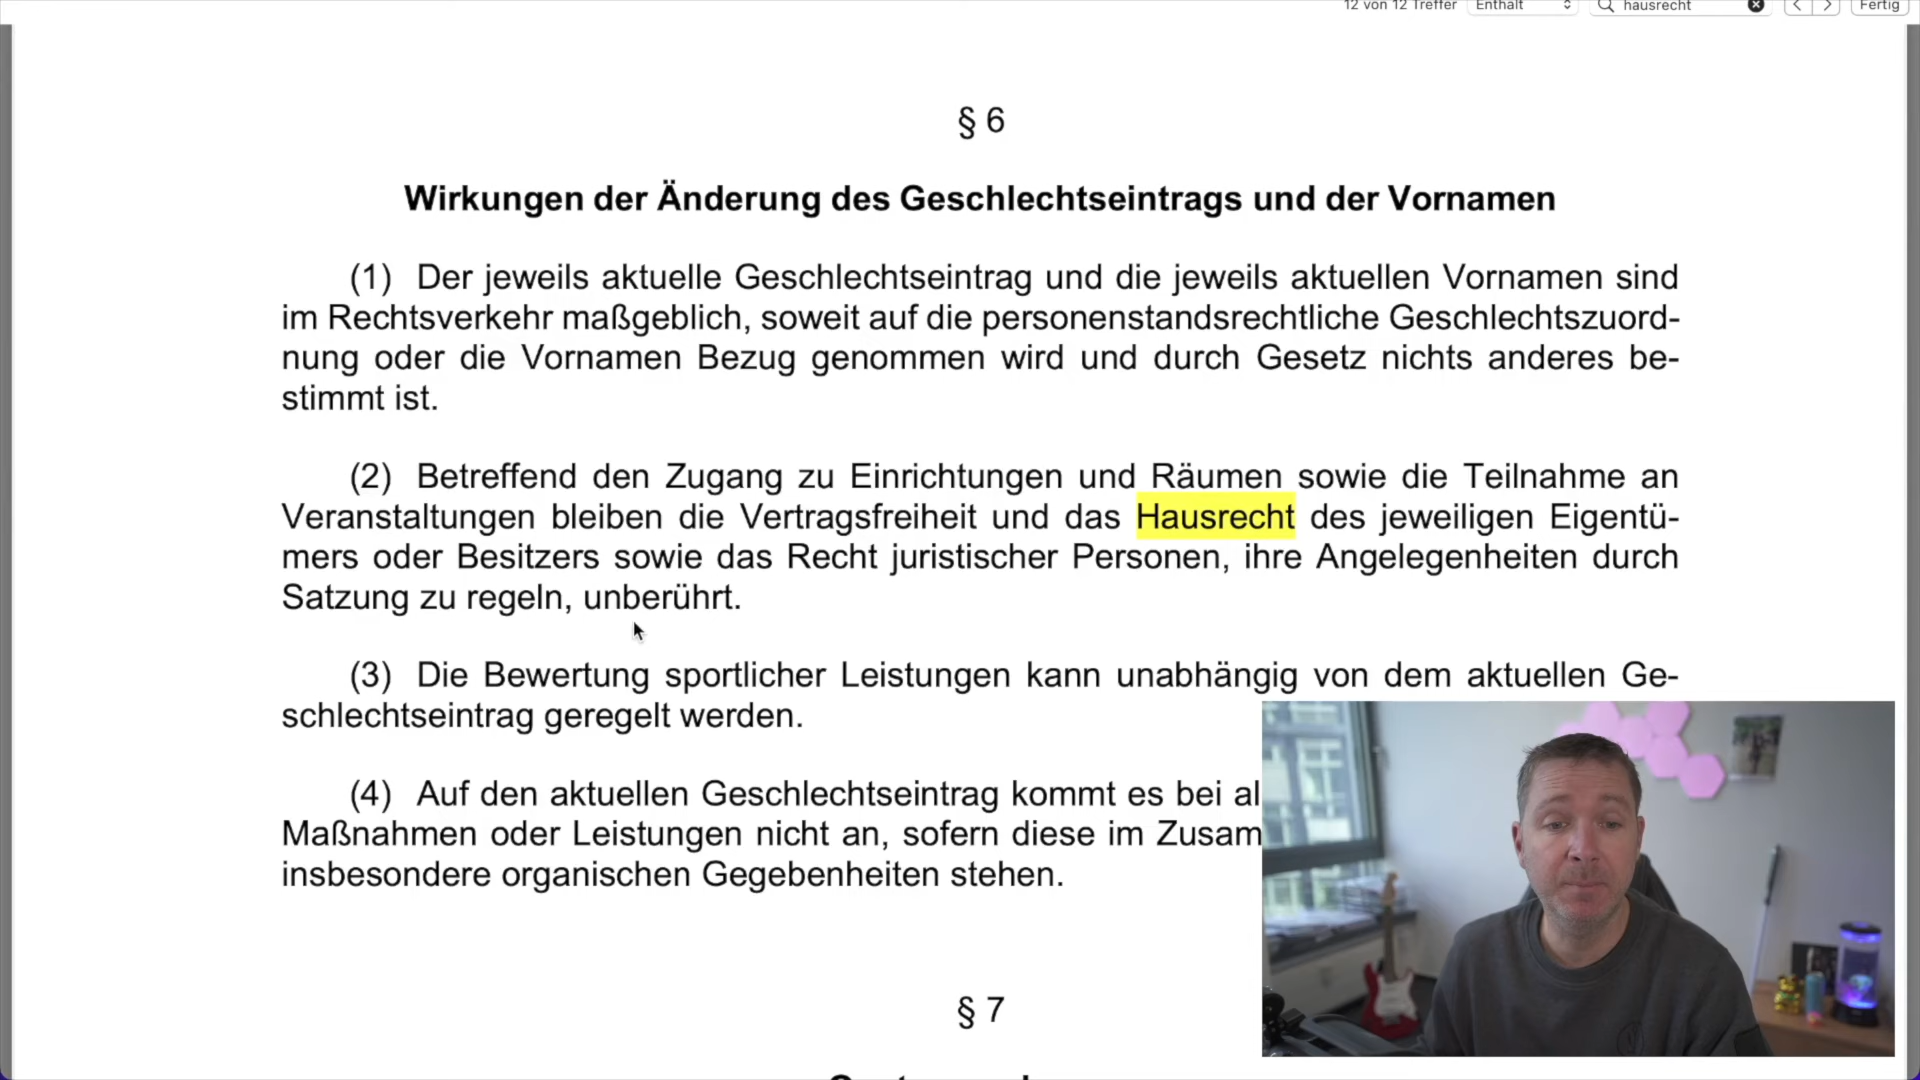 12 von 12 Treffer
Enthält
hausrecht
Fertig
§ 6
Wirkungen der Änderung des Geschlechtseintrags und der Vornamen
(1) Der jeweils aktuelle Geschlechtseintrag und die jeweils aktuellen Vornamen sind
im Rechtsverkehr maßgeblich, soweit auf die personenstandsrechtliche Geschlechtszuord-
nung oder die Vornamen Bezug genommen wird und durch Gesetz nichts anderes be-
stimmt ist.
(2) Betreffend den Zugang zu Einrichtungen und Räumen sowie die Teilnahme an
Veranstaltungen bleiben die Vertragsfreiheit und das Hausrecht des jeweiligen Eigentü-
mers oder Besitzers sowie das Recht juristischer Personen, ihre Angelegenheiten durch
Satzung zu regeln, unberührt.
(3) Die Bewertung sportlicher Leistungen kann unabhängig von dem aktuellen Ge-
schlechtseintrag geregelt werden.
(4) Auf den aktuellen Geschlechtseintrag kommt es bei al
Maßnahmen oder Leistungen nicht an, sofern diese im Zusam
insbesondere organischen Gegebenheiten stehen.
§ 7